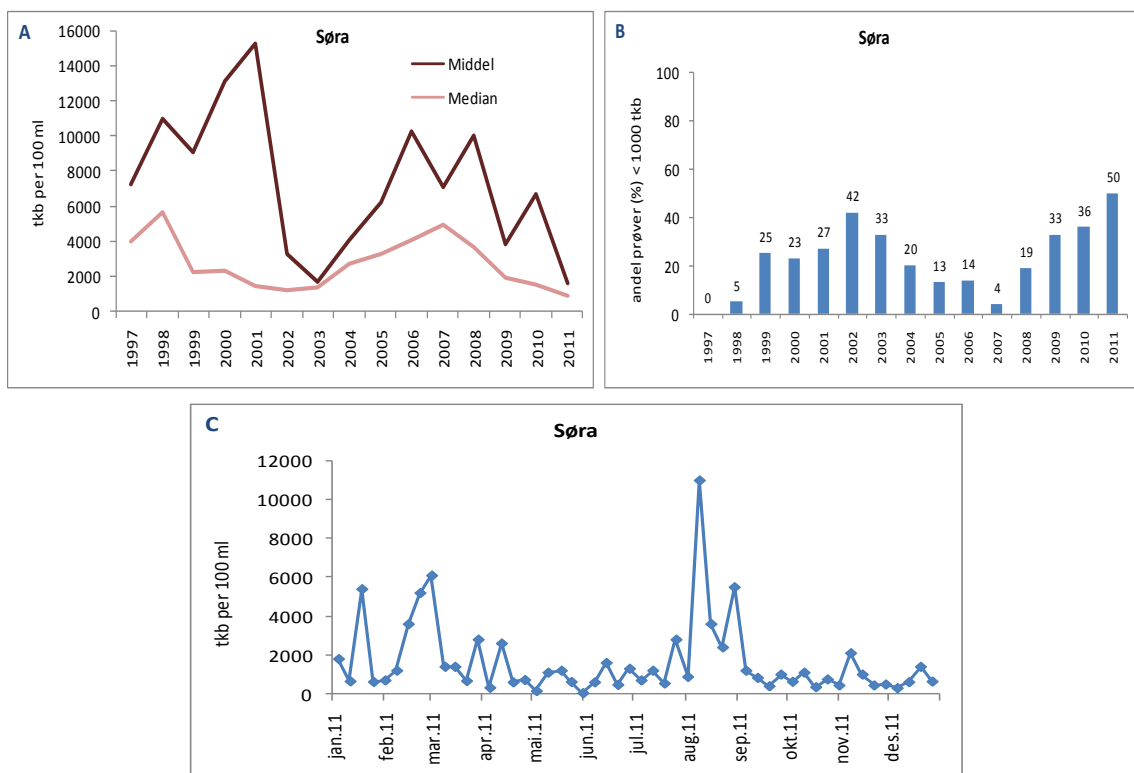 A
Søra
16000
14000
12000
10000
8000
6000
4000
2000
0
tkb per 100 ml
Middel
Median
1997
1998
1999
2000
2001
2002
2003
2004
2005
2006
2007
2008
2009
2010
2011
B
Søra
100
80
60
40
20
0
andel prøver (%) < 1000 tkb
0
5
25
23
27
42
33
20
13
14
4
19
33
36
50
1997
1998
1999
2000
2001
2002
2003
2004
2005
2006
2007
2008
2009
2010
2011
C
Søra
12000
10000
8000
6000
4000
2000
0
tkb per 100 ml
jan.11
feb.11
mar.11
apr.11
mai.11
jun.11
jul.11
aug.11
sep.11
okt.11
nov.11
des.11